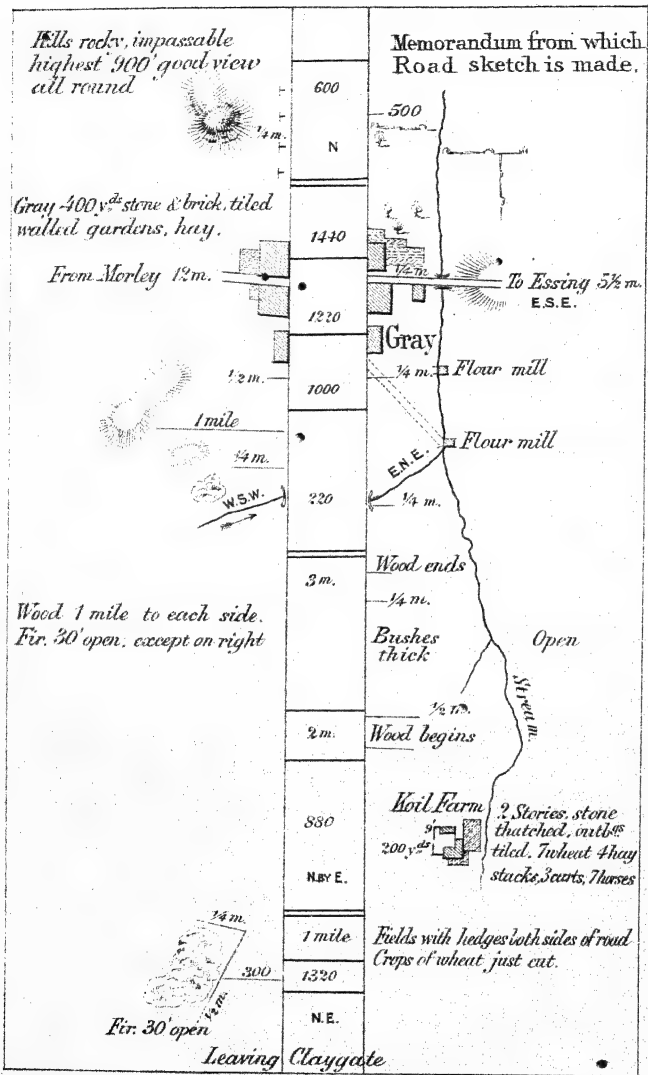 Hills rocky, impassable
highest 900' good view
all round
Memorandum from which
Road sketch is made.
600
500
¼ m.
N
Gray 400 yds stone & brick, tiled
walled gardens, hay.
1440
From Morley 12 m.
¼ m
To Essing 5½ m.
E.S.E.
1220
Gray
½ m.
¼ m.
Flour mill
1000
1 mile
Flour mill
¼ m.
E.N.E.
W.S.W.
220
¼ m.
Wood ends
3 m.
¼ m.
Wood 1 mile to each side.
Fir. 30' open. except on right
Bushes
thick
Open
½ m.
Stream.
2 m.
Wood begins
Koil Farm
880
9'
200 yds
2 Stories, stone
thatched, outbgs
tiled. 7 wheat 4 hay
stacks, 3 carts, 7 horses
N.BY E.
¼ m.
1 mile
Fields with hedges both sides of road
Crops of wheat just cut.
300
1320
½ m.
Fir. 30' open
N.E.
Leaving Claygate